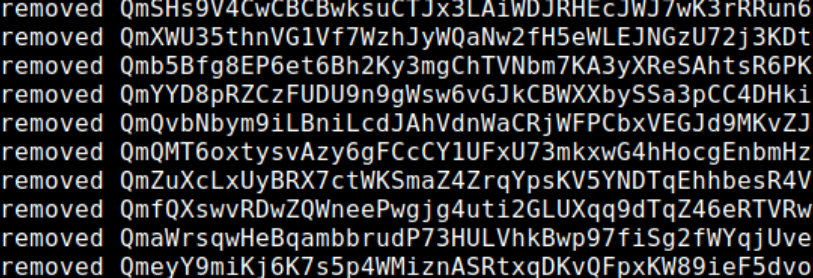 removed QmSHs9V4CwCBCBwksuCTJx3LAiWDJRHEcJWJ7wK3rRRun6
removed QmXWU35thnVG1Vf7WzhJyWQaNw2fH5eWLEJNGzU72j3KDt
removed Qmb5Bfg8EP6et6Bh2Ky3mgChTVNbm7KA3yXReSAhtsR6PK
removed QmYYD8pRZCzFUDU9n9gWsw6vGJkCBWXXbySSa3pCC4DHki
removed QmQvbNbym9iLBniLcdJAhVdnWaCRjWFPCbxVEGJd9MKvZJ
removed QmQMT6oxtysvAzy6gFCcCY1UFxU73mkxwG4hHocgEnbmHz
removed QmZuXcLxUyBRX7ctWKSmaZ4ZrqYpsKV5YNDTqEhhbesR4V
removed QmfQXswvRDwZQWneePwgjg4uti2GLUXqq9dTqZ46eRTVRw
removed QmaWrsqwHeBqambbrudP73HULVhkBwp97fiSg2fWYqjUve
removed QmeyY9miKj6K7s5p4WMiznASRtxqDKvQFpxKW89ieF5dvo